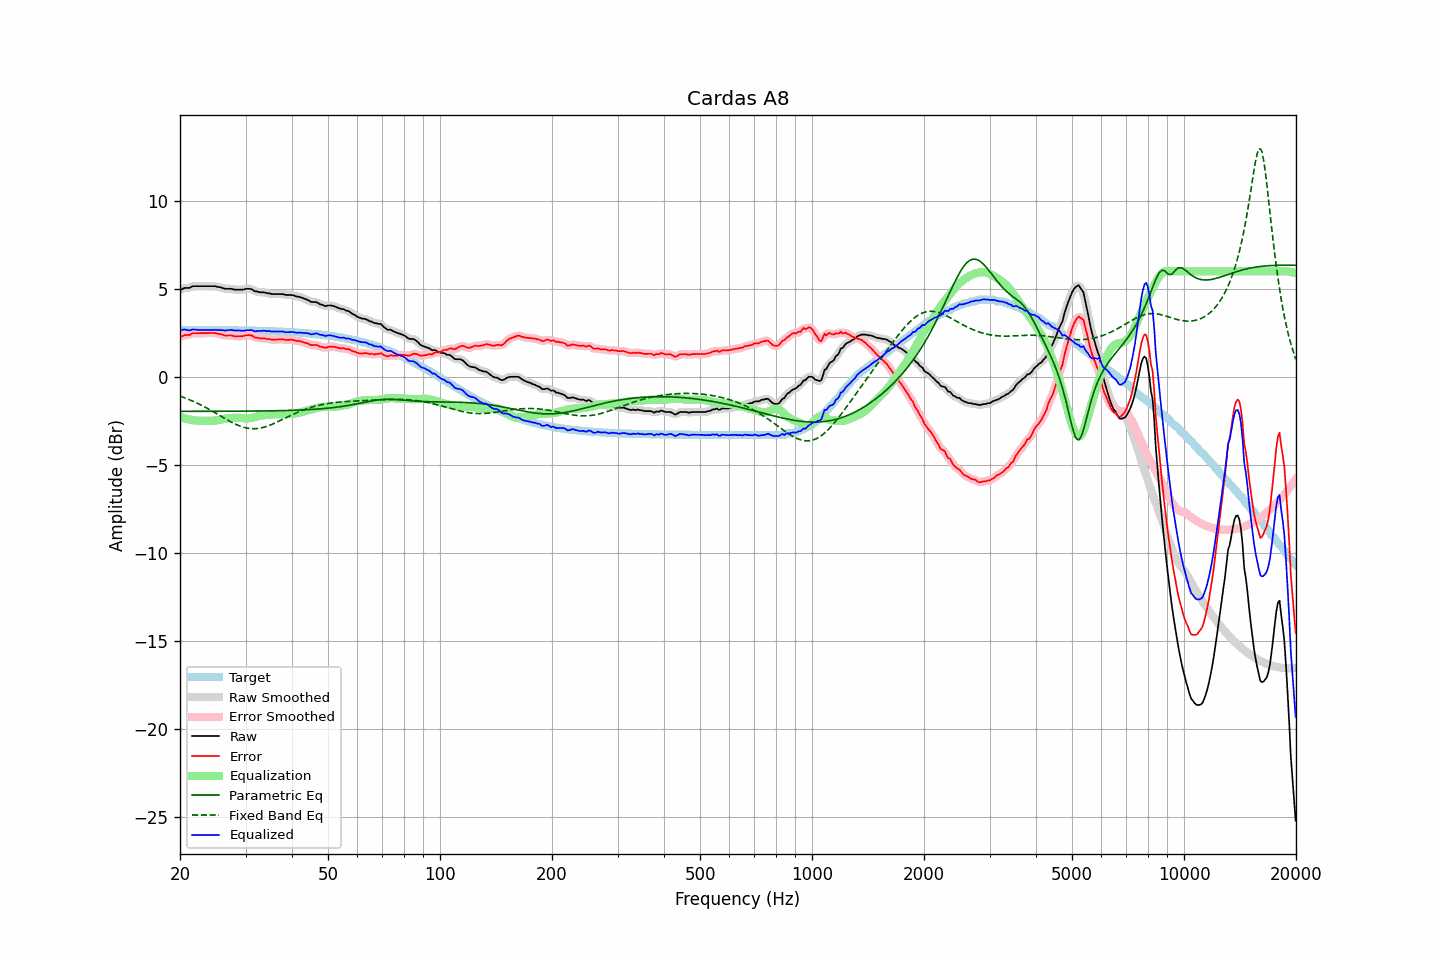 Cardas A8
Amplitude (dBr)
10
5
0
−5
−10
−15
−20
−25
Target
Raw Smoothed
Error Smoothed
Raw
Error
Equalization
Parametric Eq
Fixed Band Eq
Equalized
20 50 100 200 500 1000 2000 5000 10000 20000
Frequency (Hz)